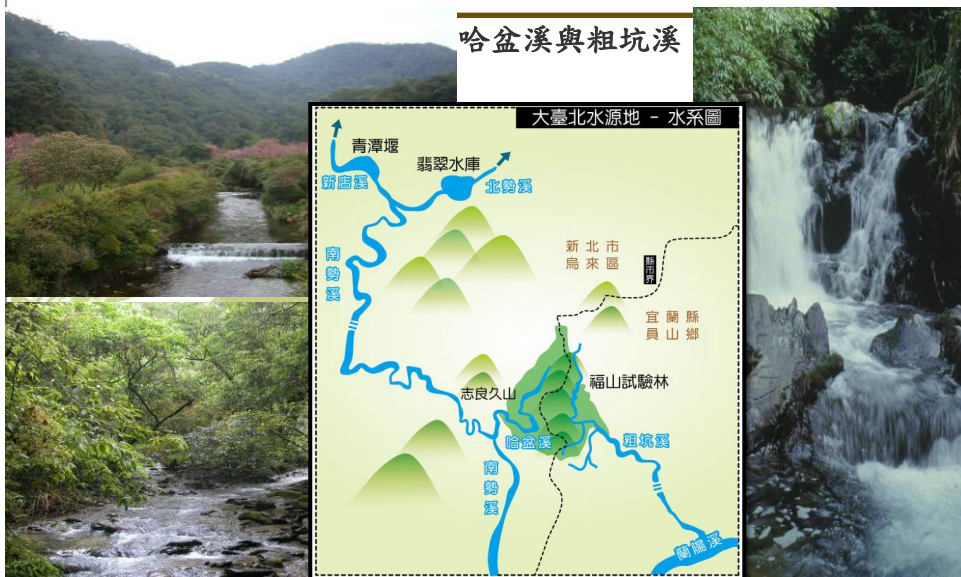 哈盆溪與粗坑溪
大臺北水源地 - 水系圖
青潭堰
翡翠水庫
新店溪
北勢溪
南勢溪
新北市
烏來區
縣市界
宜蘭縣
員山鄉
志良久山
福山試驗林
哈盆溪
粗坑溪
南勢溪
蘭陽溪